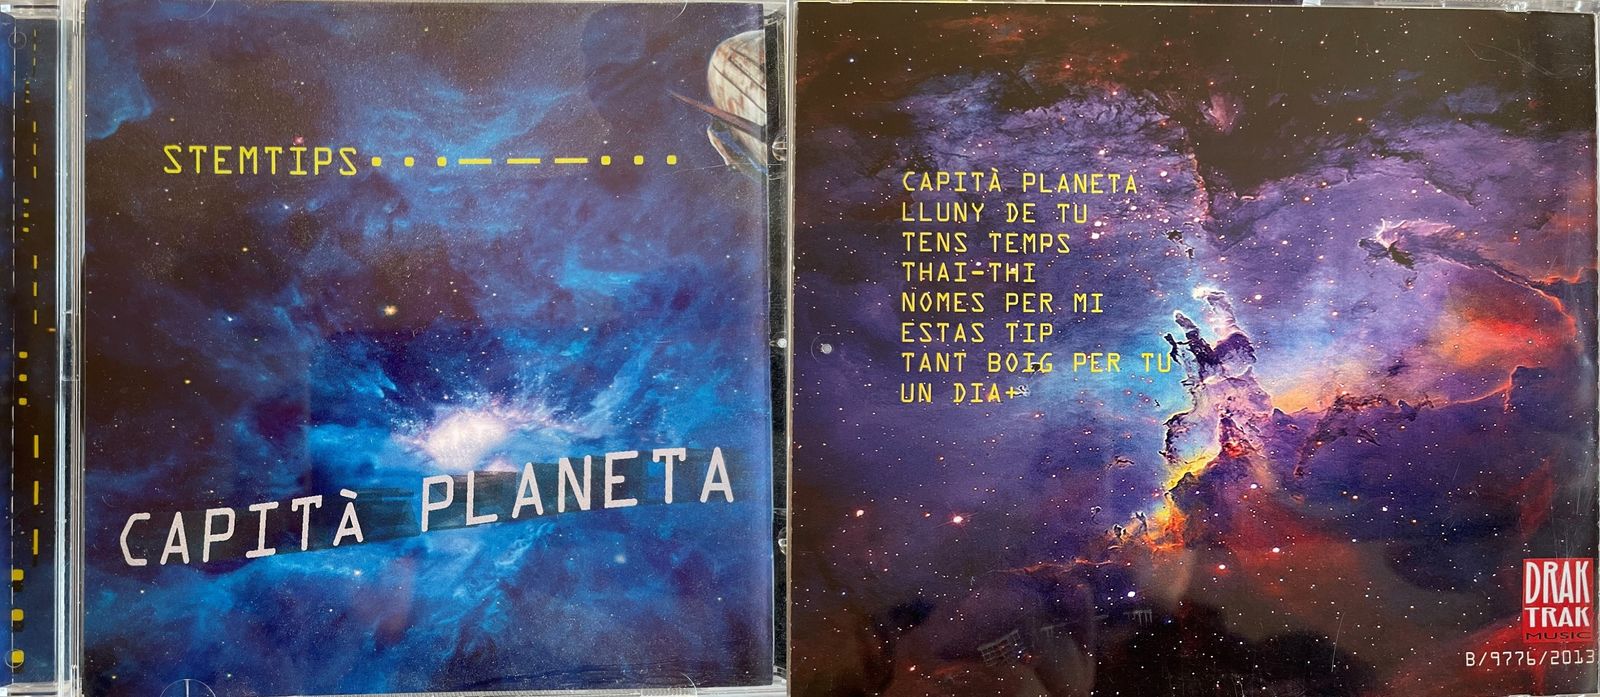 STEMTIPS...———...
CAPITÀ PLANETA
CAPITÀ PLANETA
LLUNY DE TU
TENS TEMPS
THAI-THI
NOMES PER MI
ESTAS TIP
TANT BOIG PER TU
UN DIA+
DRAK
TRAK
MUSIC
B/9776/2013